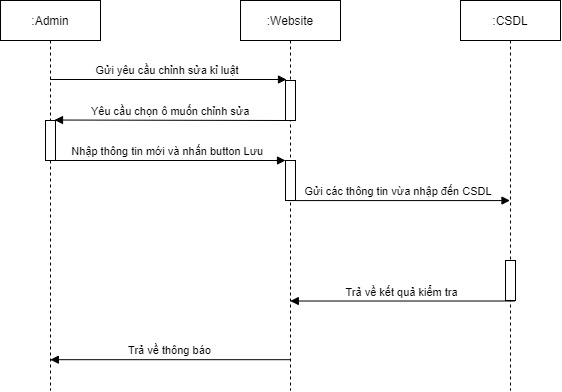 :Admin
:Website
:CSDL
Gửi yêu cầu chỉnh sửa kỉ luật
Yêu cầu chọn ô muốn chỉnh sửa
Nhập thông tin mới và nhấn button Lưu
Gửi các thông tin vừa nhập đến CSDL
Trả về kết quả kiểm tra
Trả về thông báo